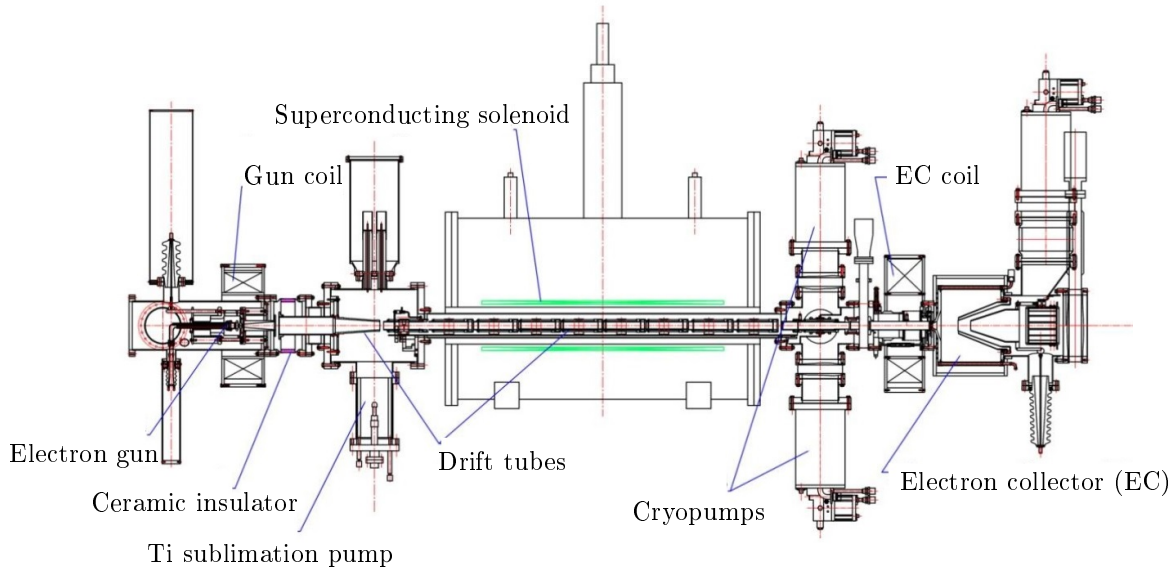 Superconducting solenoid
Gun coil
EC coil
Electron gun
Drift tubes
Electron collector (EC)
Ceramic insulator
Cryopumps
Ti sublimation pump